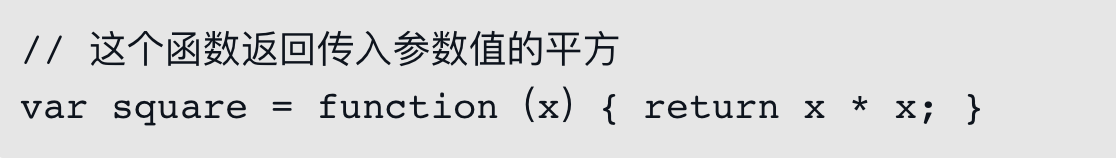 // 这个函数返回传入参数值的平方
var square = function（x）{ return x * x; }